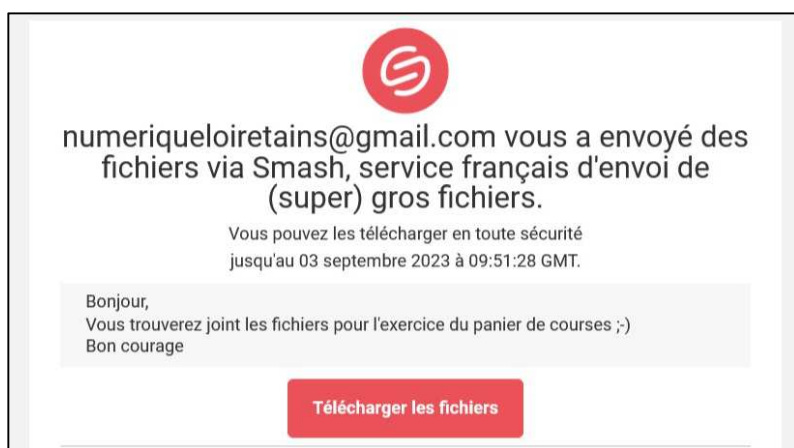 numeriqueloiretains@gmail.com vous a envoyé des
fichiers via Smash, service français d'envoi de
(super) gros fichiers.
Vous pouvez les télécharger en toute sécurité
jusqu'au 03 septembre 2023 à 09:51:28 GMT.
Bonjour,
Vous trouverez joint les fichiers pour l'exercice du panier de courses ;-)
Bon courage
Télécharger les fichiers